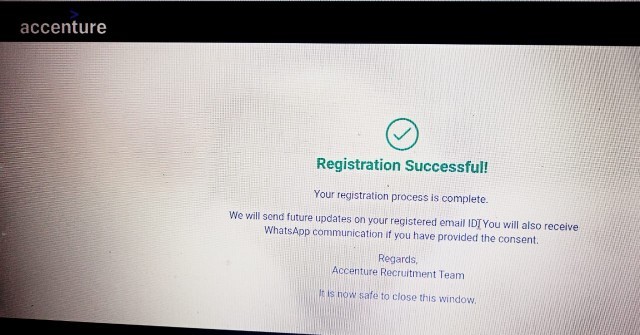 accenture
Registration Successful!
Your registration process is complete.
We will send future updates on your registered email ID. You will also receive
WhatsApp communication if you have provided the consent.
Regards,
Accenture Recruitment Team
It is now safe to close this window.